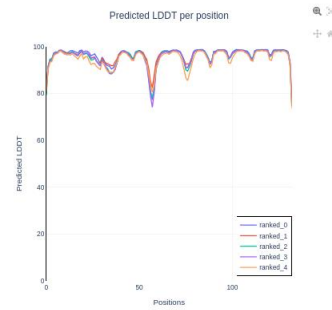 Predicted LDDT per position
100
80
60
40
20
0
Predicted LDDT
0 50 100
Positions
ranked_0
ranked_1
ranked_2
ranked_3
ranked_4